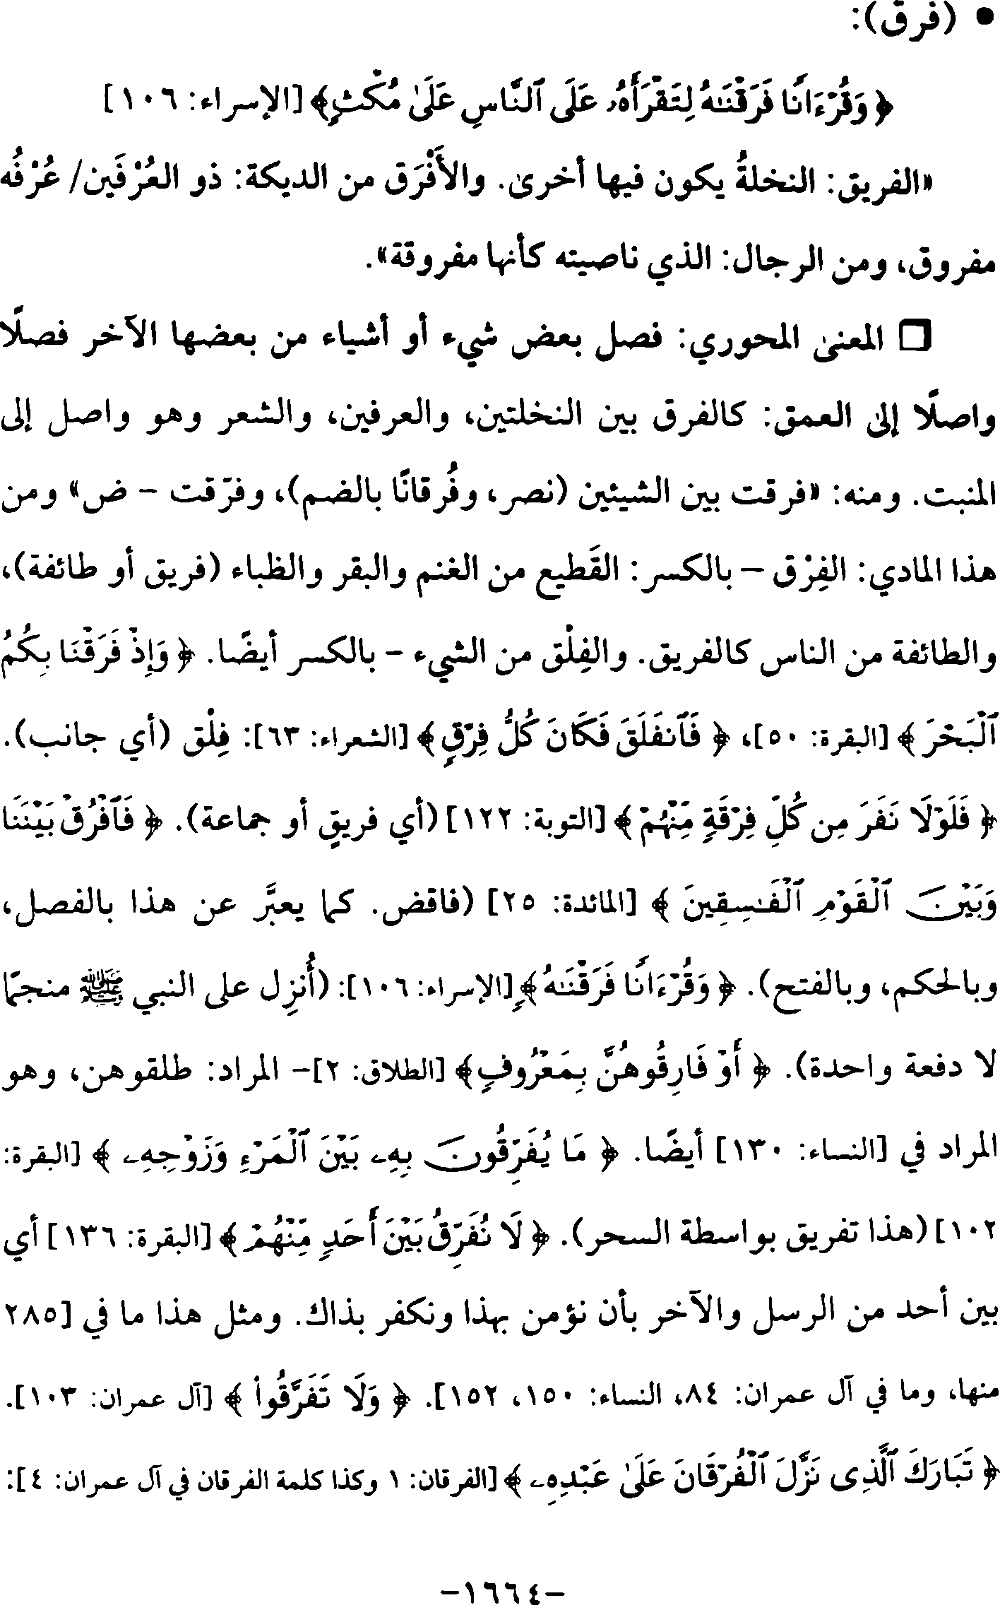 • (فرق):
﴿ وَقُرْءَانًا فَرَقْنَٰهُ لِتَقْرَأَهُۥ عَلَى ٱلنَّاسِ عَلَىٰ مُكْثٍ﴾ [الإسراء: ١٠٦]
«الفريق: النخلةُ يكون فيها أخرى. والأَفْرَق من الديكة: ذو العُرْفَين/ عُرْفُه
مفروق، ومن الرجال: الذي ناصيته كأنها مفروقة».
❒ المعنى المحوري: فصل بعض شيء أو أشياء من بعضها الآخر فصلًا
واصلًا إلى العمق: كالفرق بين النخلتين، والعرفين، والشعر وهو واصل إلى
المنبت. ومنه: «فرقت بين الشيئين (نصر، وفُرقانًا بالضم)، وفرّقت - ض» ومن
هذا المادي: الفِرْق – بالكسر: القَطيع من الغنم والبقر والظباء (فريق أو طائفة)،
والطائفة من الناس كالفريق. والفِلْق من الشيء - بالكسر أيضًا. ﴿ وَإِذْ فَرَقْنَا بِكُمُ
ٱلْبَحْرَ ﴾ [البقرة: ٥٠]، ﴿ فَٱنفَلَقَ فَكَانَ كُلُّ فِرْقٍ ﴾ [الشعراء: ٦٣]: فِلْق (أي جانب).
﴿ فَلَوْلَا نَفَرَ مِن كُلِّ فِرْقَةٍ مِّنْهُمْ ﴾ [التوبة: ١٢٢] (أي فريقٍ أو جماعة). ﴿ فَٱفْرُقْ بَيْنَنَا
وَبَيْنَ ٱلْقَوْمِ ٱلْفَٰسِقِينَ ﴾ [المائدة: ٢٥] (فاقض. كما يعبَّر عن هذا بالفصل،
وبالحكم، وبالفتح). ﴿ وَقُرْءَانًا فَرَقْنَٰهُ ﴾[الإسراء: ١٠٦]: (أُنزِل على النبي ﷺ منجمًا
لا دفعة واحدة). ﴿ أَوْ فَارِقُوهُنَّ بِمَعْرُوفٍ﴾ [الطلاق: ٢]- المراد: طلقوهن، وهو
المراد في [النساء: ١٣٠] أيضًا. ﴿ مَا يُفَرِّقُونَ بِهِۦ بَيْنَ ٱلْمَرْءِ وَزَوْجِهِۦ ﴾ [البقرة:
١٠٢] (هذا تفريق بواسطة السحر). ﴿ لَا نُفَرِّقُ بَيْنَ أَحَدٍ مِّنْهُمْ ﴾ [البقرة: ١٣٦] أي
بين أحد من الرسل والآخر بأن نؤمن بهذا ونكفر بذاك. ومثل هذا ما في [٢٨٥
منها، وما في آل عمران: ٨٤، النساء: ١٥٠، ١٥٢]. ﴿ وَلَا تَفَرَّقُوا۟ ﴾ [آل عمران: ١٠٣].
﴿ تَبَارَكَ ٱلَّذِى نَزَّلَ ٱلْفُرْقَانَ عَلَىٰ عَبْدِهِۦ ﴾ [الفرقان: ١ وكذا كلمة الفرقان في آل عمران: ٤]:
-١٦٦٤-